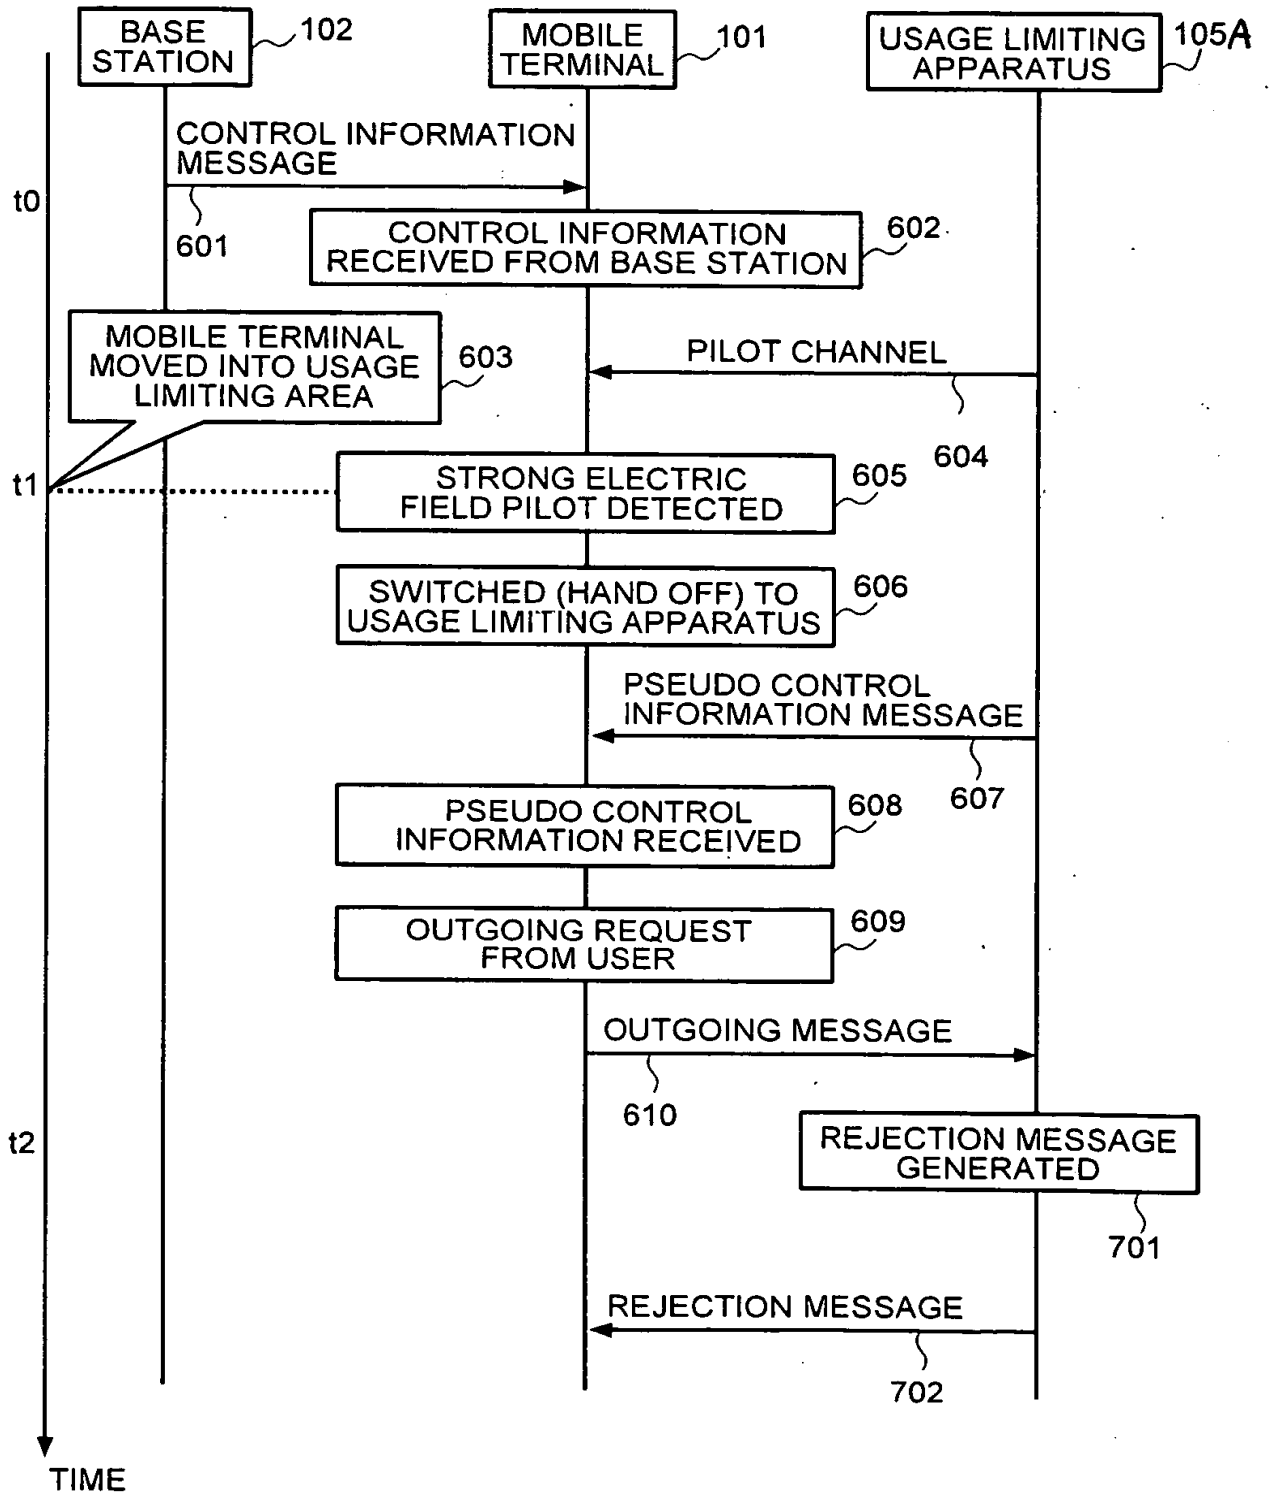 BASE
STATION
102
MOBILE
TERMINAL
101
USAGE LIMITING
APPARATUS
105A
CONTROL INFORMATION
MESSAGE
t0
601
CONTROL INFORMATION
RECEIVED FROM BASE STATION
602
MOBILE TERMINAL
MOVED INTO USAGE
LIMITING AREA
603
PILOT CHANNEL
604
t1
STRONG ELECTRIC
FIELD PILOT DETECTED
605
SWITCHED (HAND OFF) TO
USAGE LIMITING APPARATUS
606
PSEUDO CONTROL
INFORMATION MESSAGE
607
PSEUDO CONTROL
INFORMATION RECEIVED
608
OUTGOING REQUEST
FROM USER
609
OUTGOING MESSAGE
610
t2
REJECTION MESSAGE
GENERATED
701
REJECTION MESSAGE
702
TIME